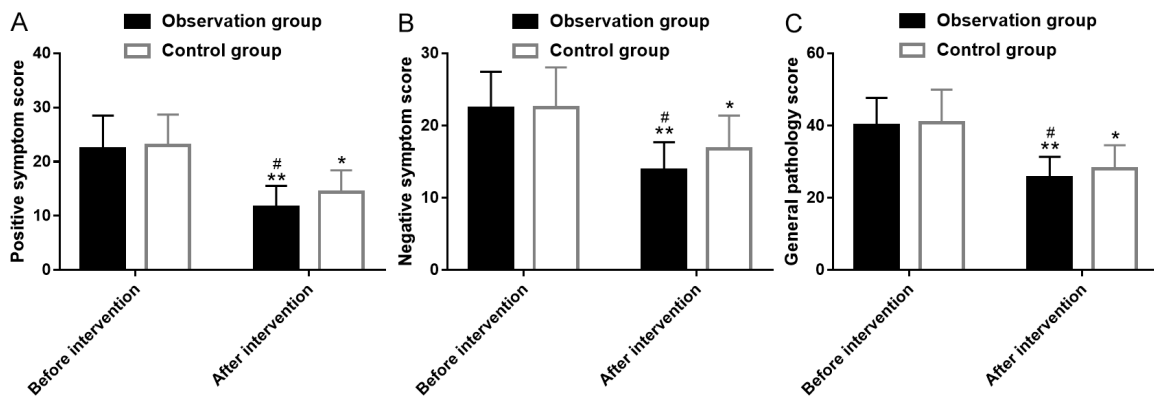 A
Observation group
Control group
Positive symptom score
40
30
20
10
0
#
**
*
Before intervention
After intervention
B
Observation group
Control group
Negative symptom score
30
20
10
0
#
**
*
Before intervention
After intervention
C
Observation group
Control group
General pathology score
60
40
20
0
#
**
*
Before intervention
After intervention